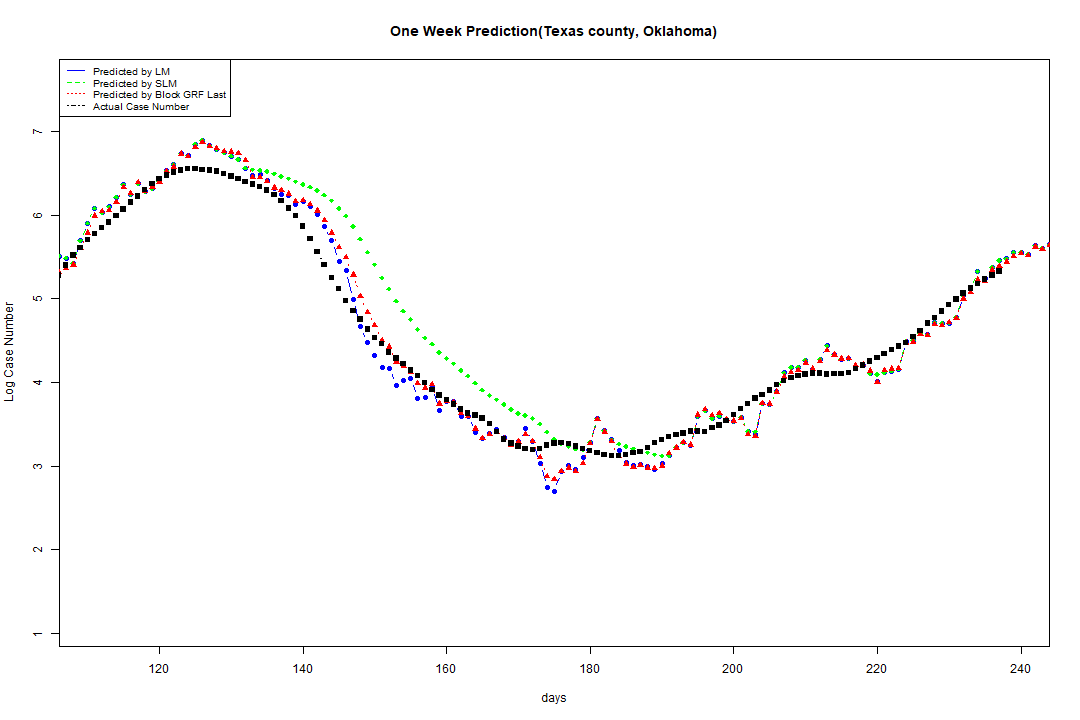 One Week Prediction(Texas county, Oklahoma)
Predicted by LM
Predicted by SLM
Predicted by Block GRF Last
Actual Case Number
7
6
5
4
3
2
1
Log Case Number
120 140 160 180 200 220 240
days